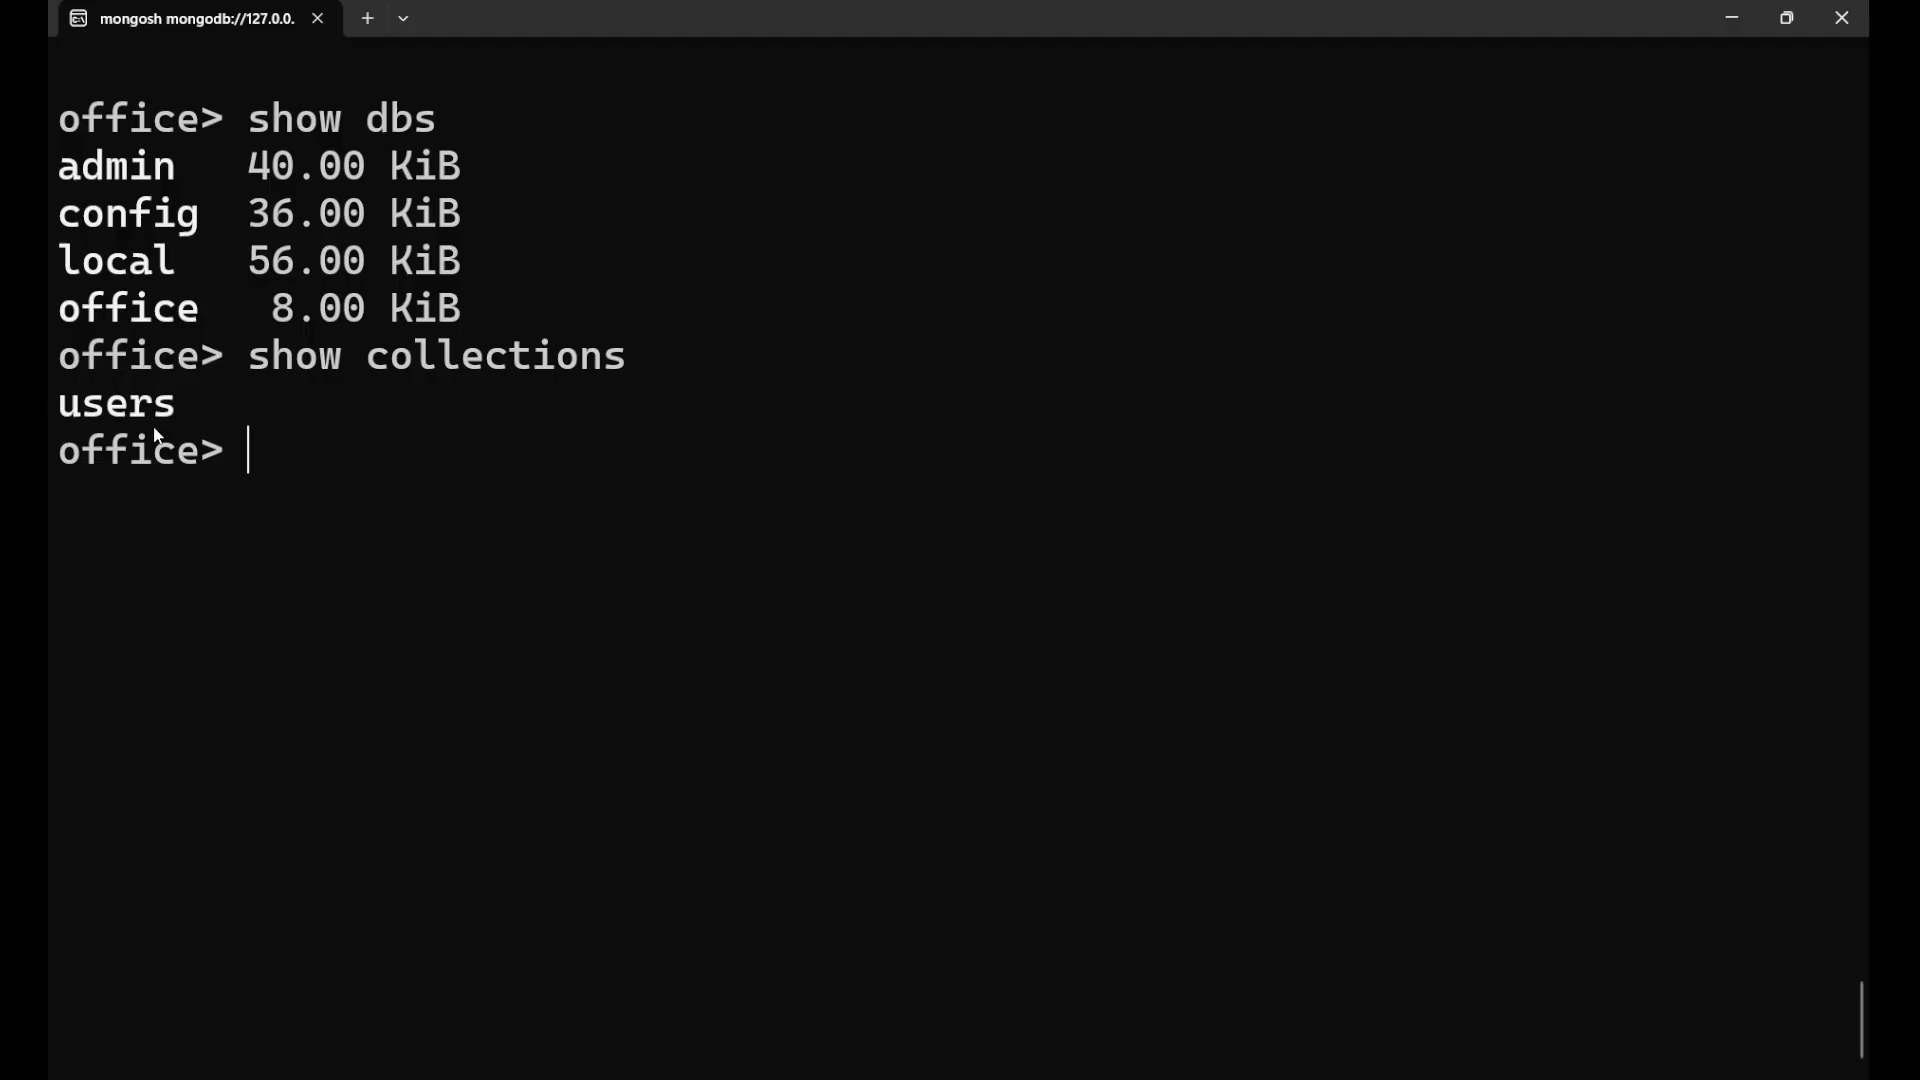 mongosh mongodb://127.0.0.
office> show dbs
admin   40.00 KiB
config  36.00 KiB
local   56.00 KiB
office   8.00 KiB
office> show collections
users
office>